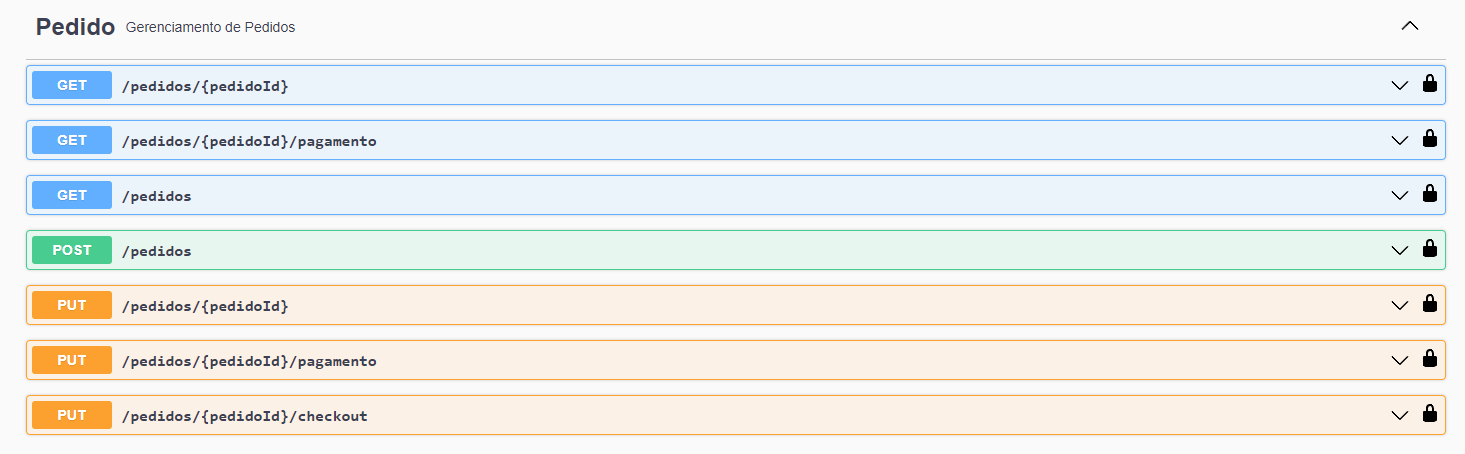 Pedido Gerenciamento de Pedidos
GET /pedidos/{pedidoId}
GET /pedidos/{pedidoId}/pagamento
GET /pedidos
POST /pedidos
PUT /pedidos/{pedidoId}
PUT /pedidos/{pedidoId}/pagamento
PUT /pedidos/{pedidoId}/checkout